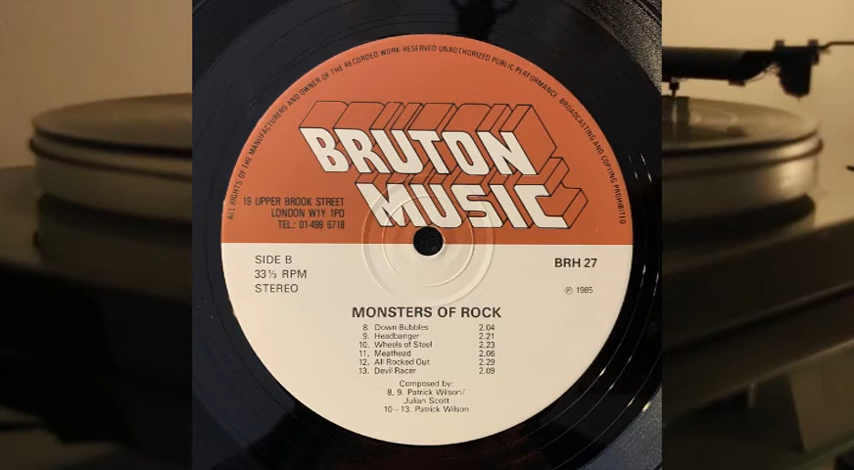 ALL RIGHTS OF THE MANUFACTURERS AND OWNER OF THE RECORDED WORK RESERVED UNAUTHORIZED PUBLIC PERFORMANCE BROADCASTING AND COPYING PROHIBITED
BRUTON
MUSIC
19 UPPER BROOK STREET
LONDON W1Y 1PD
TEL.: 01-499 6718
SIDE B
33⅓ RPM
STEREO
BRH 27
℗ 1985
MONSTERS OF ROCK
8. Down Bubbles 2.04
9. Headbanger 2.21
10. Wheels of Steel 2.23
11. Meathead 2.06
12. All Rocked Out 2.29
13. Devil Racer 2.09
Composed by:
8, 9. Patrick Wilson/
Julian Scott
10–13. Patrick Wilson